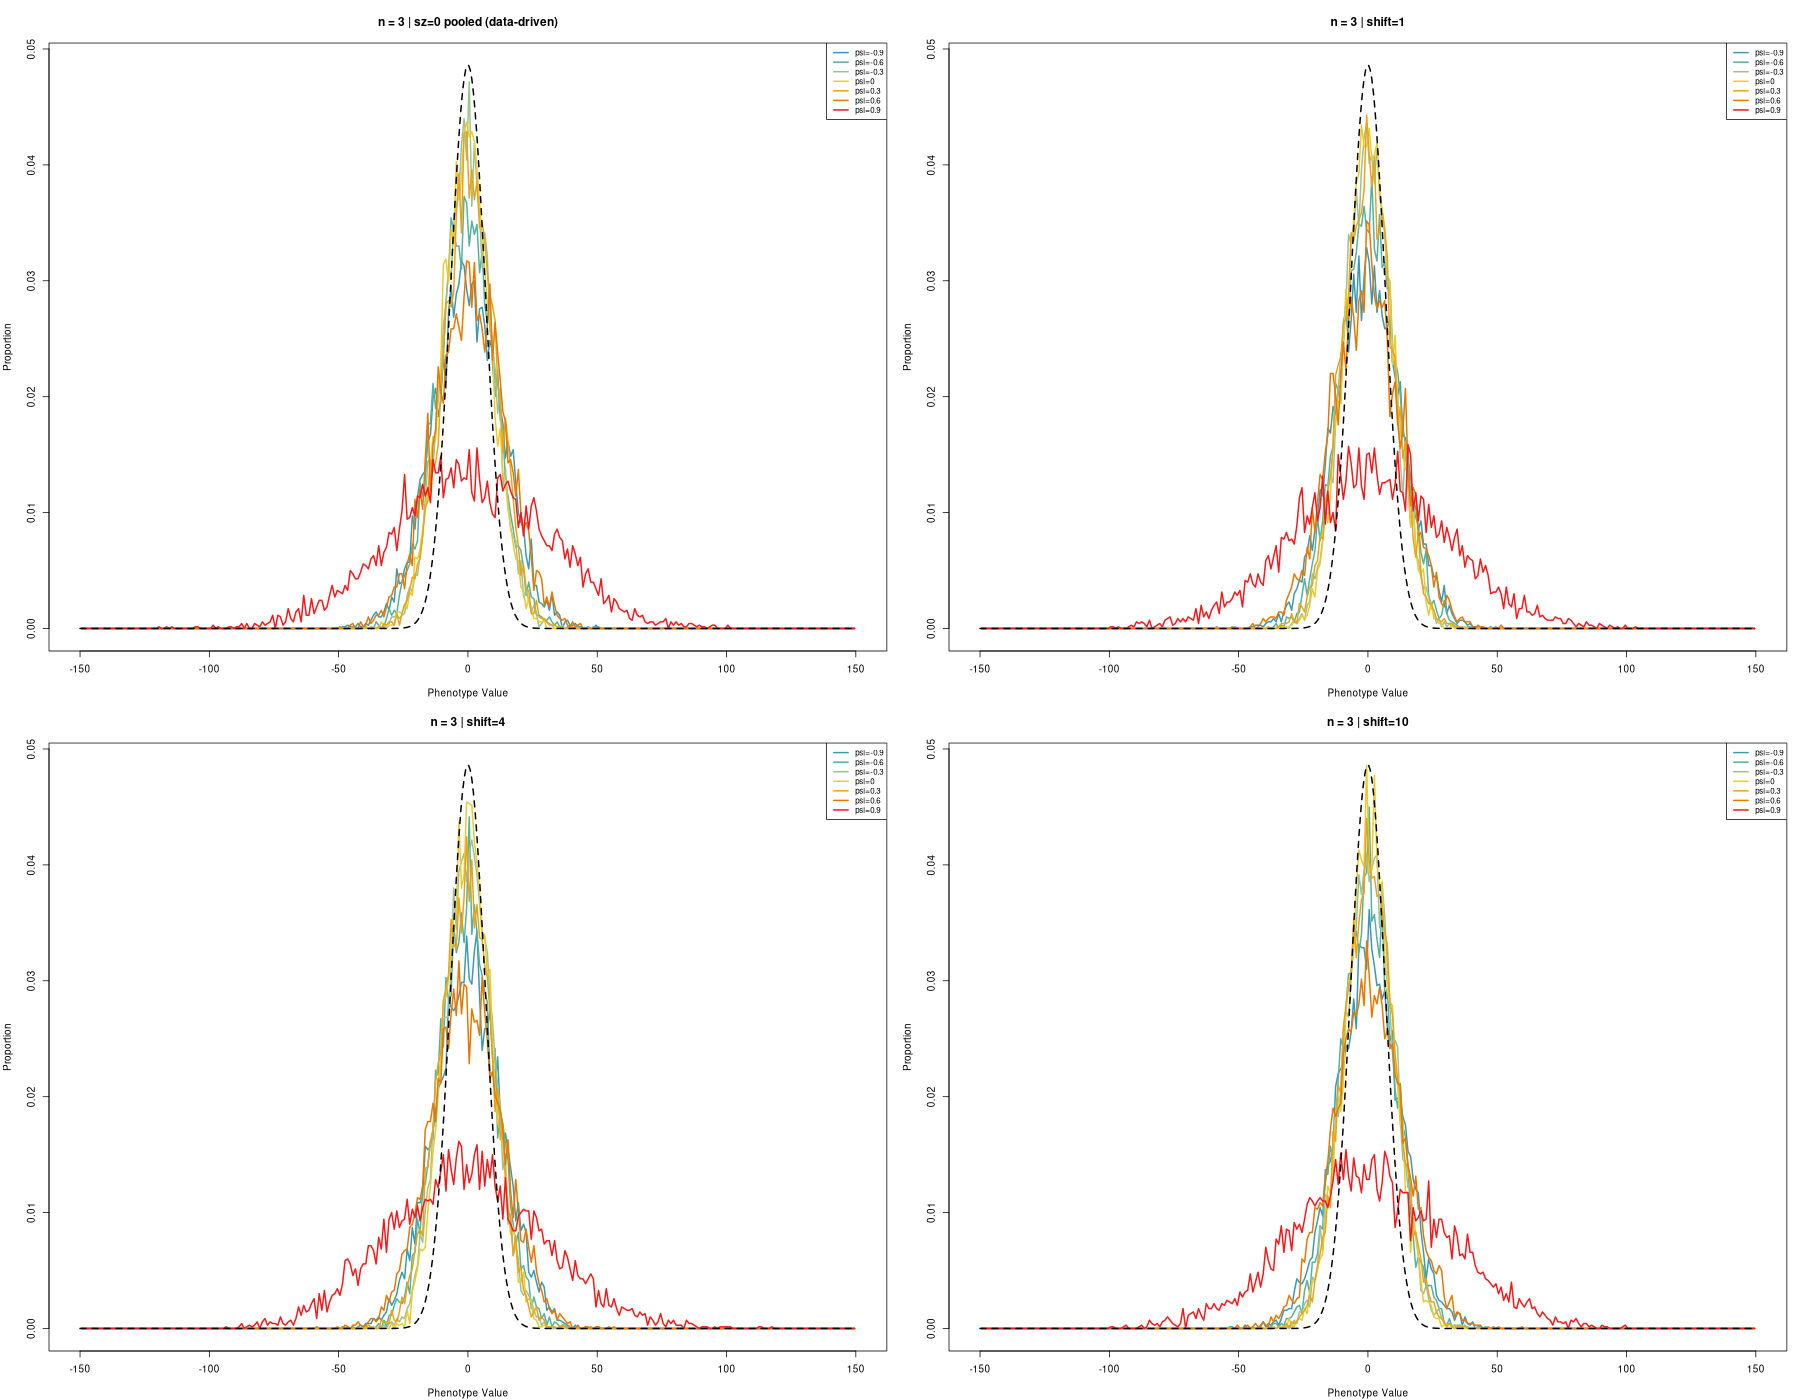 n = 3 | sz=0 pooled (data-driven)
Proportion
0.05
0.04
0.03
0.02
0.01
0.00
psi=-0.9
psi=-0.6
psi=-0.3
psi=0
psi=0.3
psi=0.6
psi=0.9
-150 -100 -50 0 50 100 150
Phenotype Value
n = 3 | shift=1
Proportion
0.05
0.04
0.03
0.02
0.01
0.00
psi=-0.9
psi=-0.6
psi=-0.3
psi=0
psi=0.3
psi=0.6
psi=0.9
-150 -100 -50 0 50 100 150
Phenotype Value
n = 3 | shift=4
Proportion
0.05
0.04
0.03
0.02
0.01
0.00
psi=-0.9
psi=-0.6
psi=-0.3
psi=0
psi=0.3
psi=0.6
psi=0.9
-150 -100 -50 0 50 100 150
Phenotype Value
n = 3 | shift=10
Proportion
0.05
0.04
0.03
0.02
0.01
0.00
psi=-0.9
psi=-0.6
psi=-0.3
psi=0
psi=0.3
psi=0.6
psi=0.9
-150 -100 -50 0 50 100 150
Phenotype Value